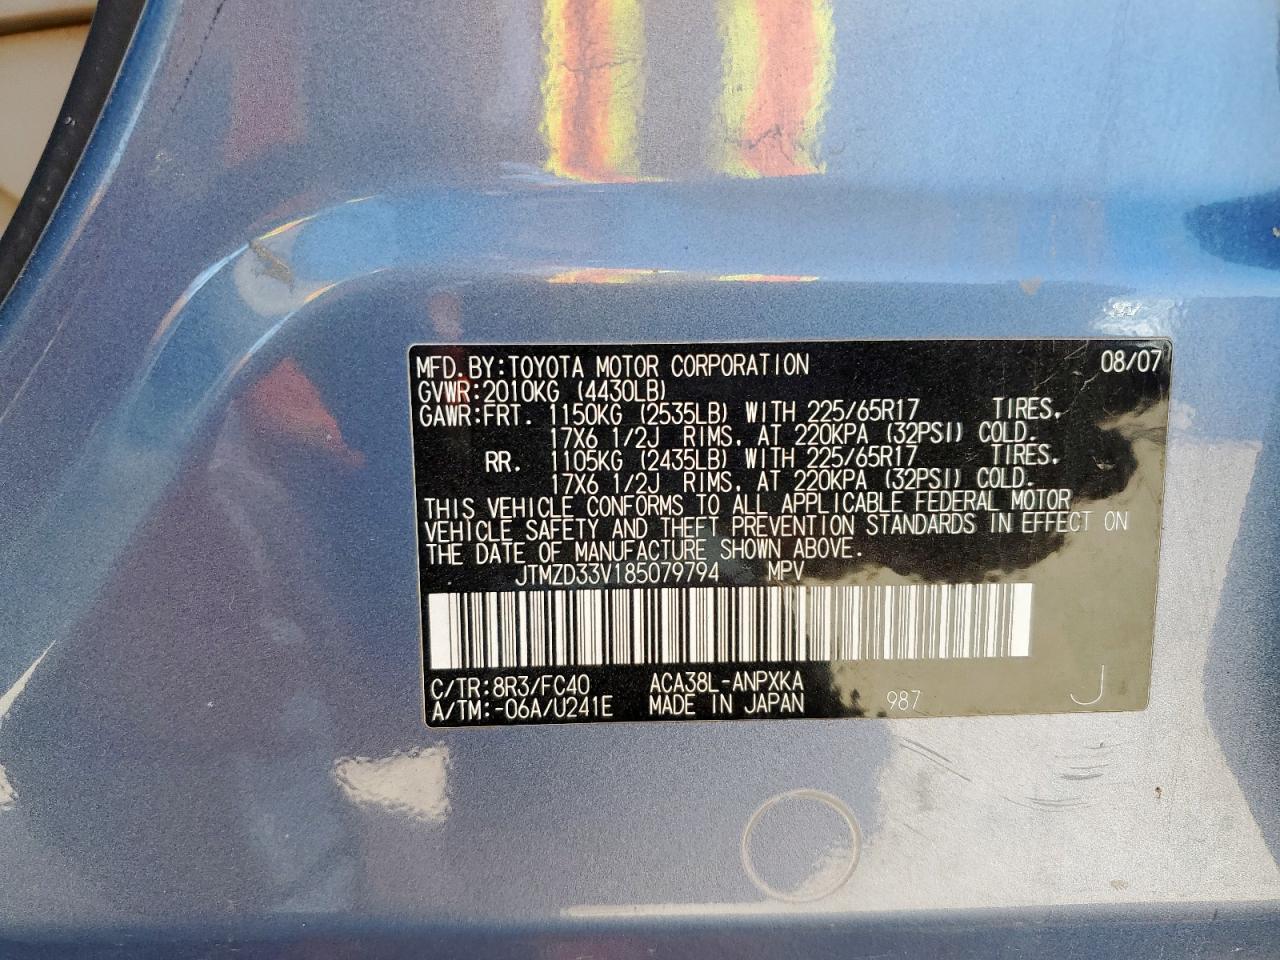 MFD.BY:TOYOTA MOTOR CORPORATION 08/07
GVWR:2010KG (4430LB)
GAWR:FRT. 1150KG (2535LB) WITH 225/65R17 TIRES.
17X6 1/2J RIMS. AT 220KPA (32PSI) COLD.
RR. 1105KG (2435LB) WITH 225/65R17 TIRES.
17X6 1/2J RIMS. AT 220KPA (32PSI) COLD.
THIS VEHICLE CONFORMS TO ALL APPLICABLE FEDERAL MOTOR
VEHICLE SAFETY AND THEFT PREVENTION STANDARDS IN EFFECT ON
THE DATE OF MANUFACTURE SHOWN ABOVE.
JTMZD33V185079794 MPV
C/TR:8R3/FC40 ACA38L-ANPXKA
A/TM:-06A/U241E MADE IN JAPAN 987 J